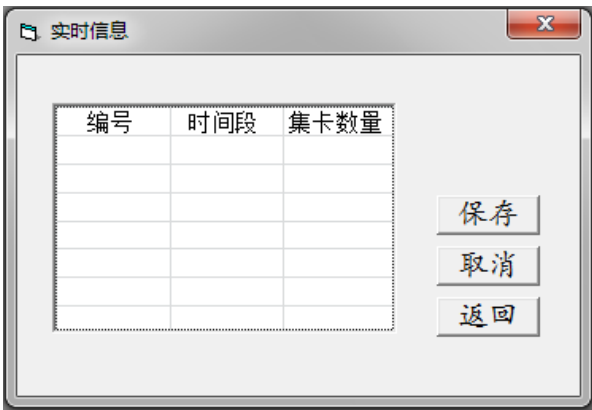 实时信息
编号 时间段 集卡数量
保存
取消
返回